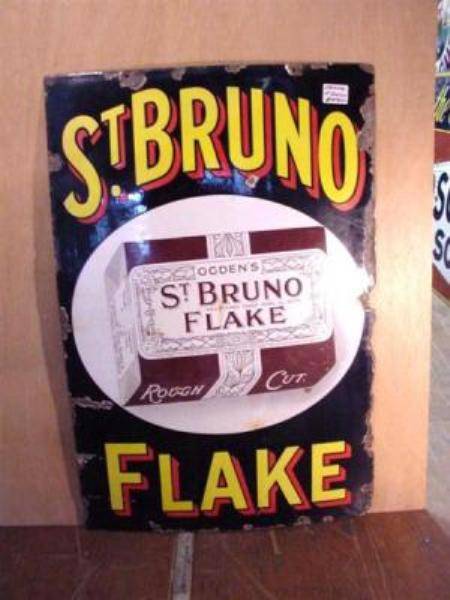 ST. BRUNO
OGDEN'S
ST BRUNO
FLAKE
ROUGH CUT.
FLAKE